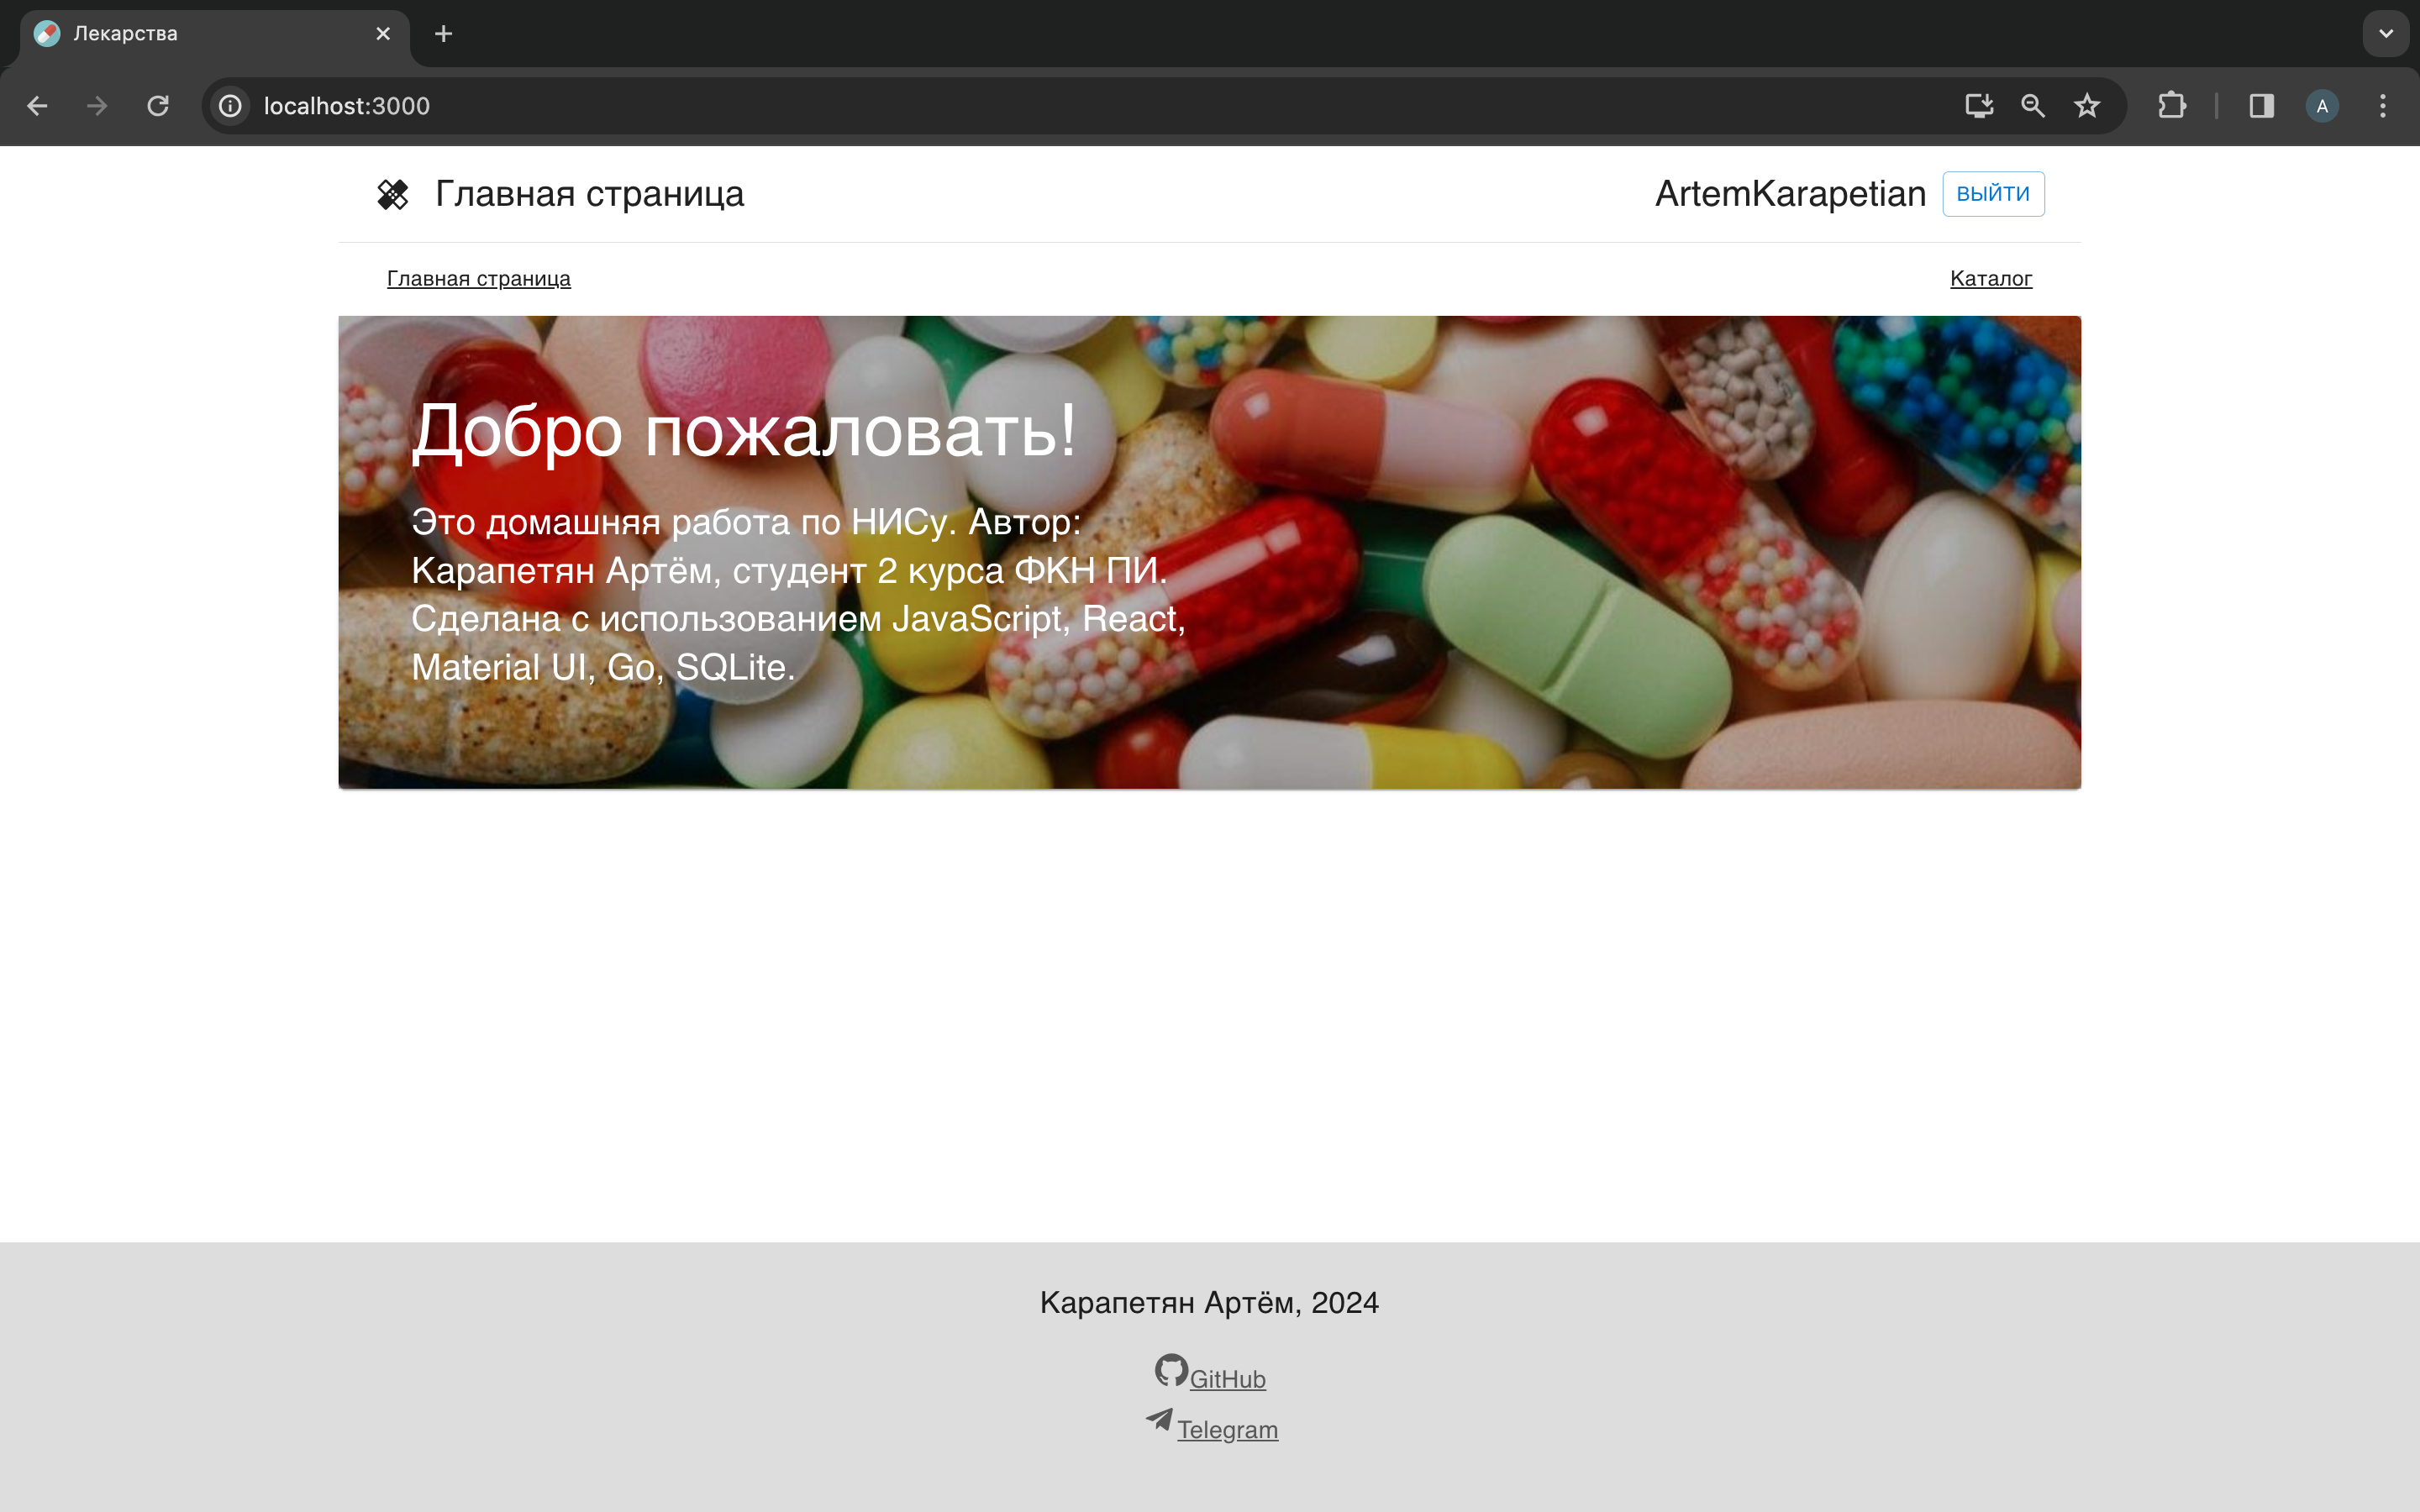 Лекарства
localhost:3000
A
Главная страница
ArtemKarapetian ВЫЙТИ
Главная страница
Каталог
Добро пожаловать!
Это домашняя работа по НИСу. Автор:
Карапетян Артём, студент 2 курса ФКН ПИ.
Сделана с использованием JavaScript, React,
Material UI, Go, SQLite.
Карапетян Артём, 2024
GitHub
Telegram